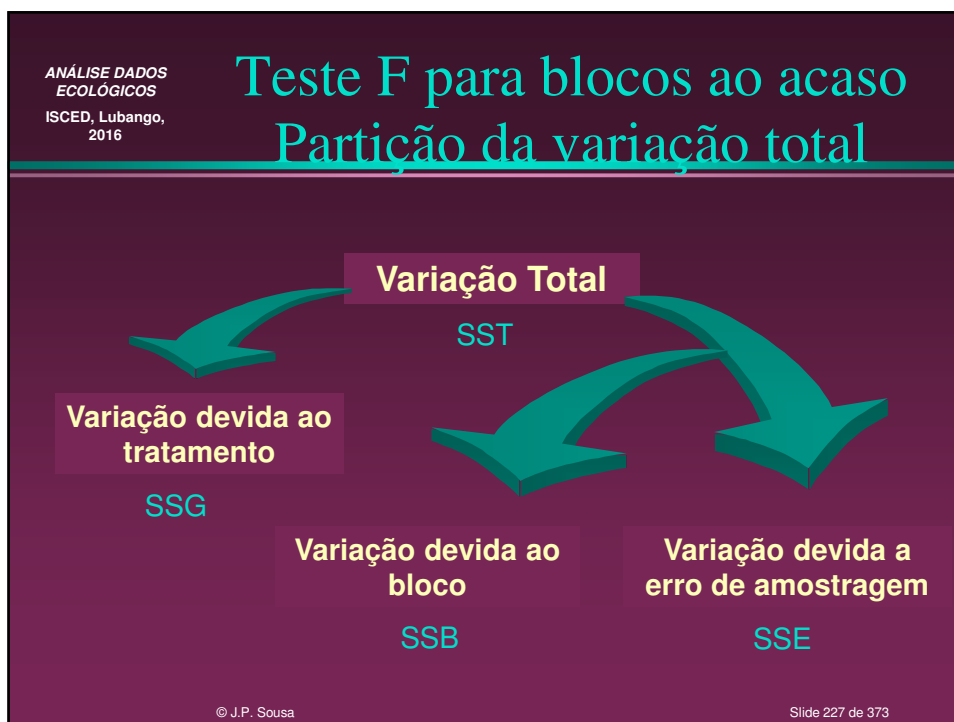 ANÁLISE DADOS
ECOLÓGICOS
ISCED, Lubango,
2016
Teste F para blocos ao acaso
Partição da variação total
Variação Total
SST
Variação devida ao
tratamento
SSG
Variação devida ao
bloco
SSB
Variação devida a
erro de amostragem
SSE
© J.P. Sousa
Slide 227 de 373